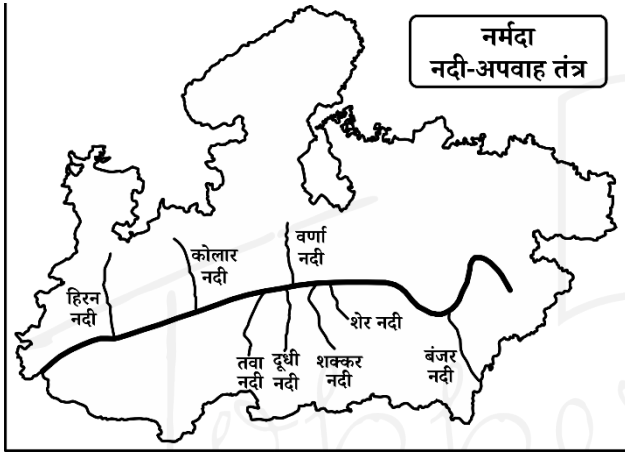 नर्मदा
नदी-अपवाह तंत्र
वर्णा
नदी
कोलार
नदी
हिरन
नदी
शेर नदी
तवा
नदी
दूधी
नदी
शक्कर
नदी
बंजर
नदी